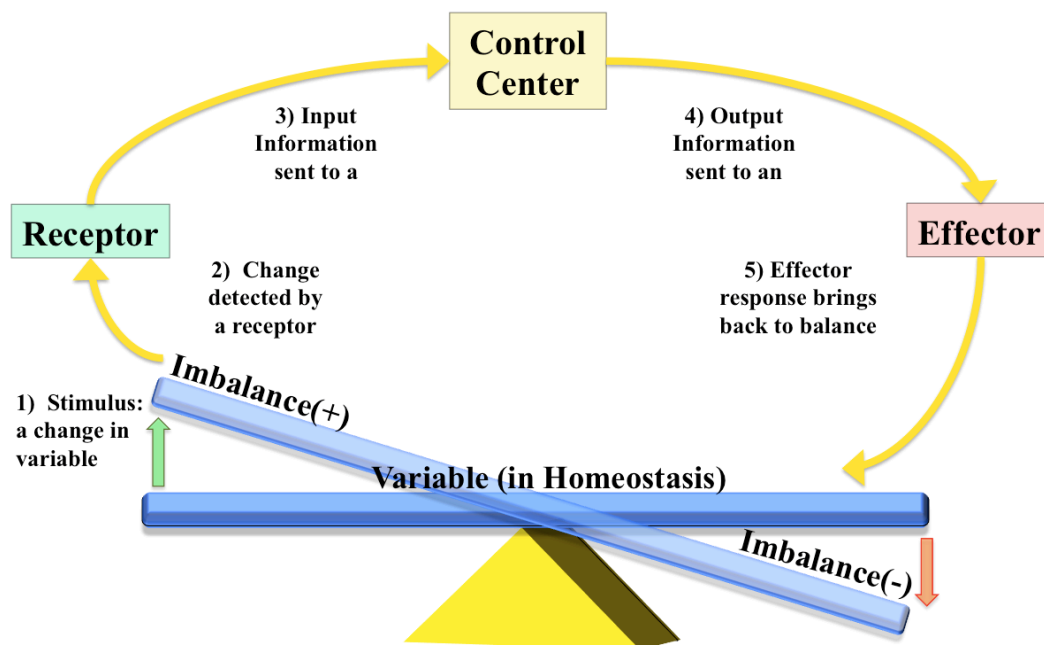 Control
Center
3) Input
Information
sent to a
4) Output
Information
sent to an
Receptor
Effector
2) Change
detected by
a receptor
5) Effector
response brings
back to balance
1) Stimulus:
a change in
variable
Imbalance(+)
Variable (in Homeostasis)
Imbalance(-)